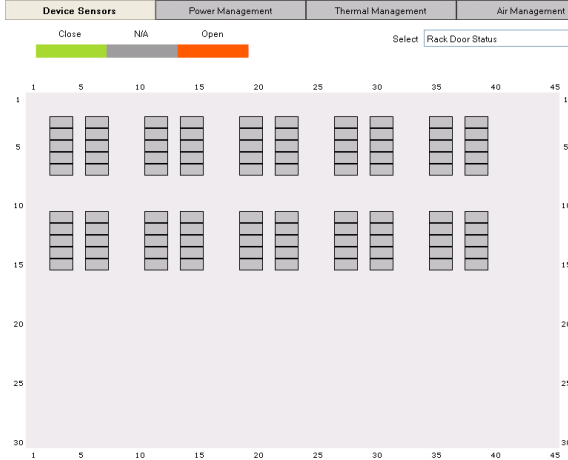 Device Sensors Power Management Thermal Management Air Management
Close N/A Open
Select Rack Door Status
1 5 10 15 20 25 30 35 40 45
1 1
5 5
10 10
15 15
20 20
25 25
30 30
1 5 10 15 20 25 30 35 40 45